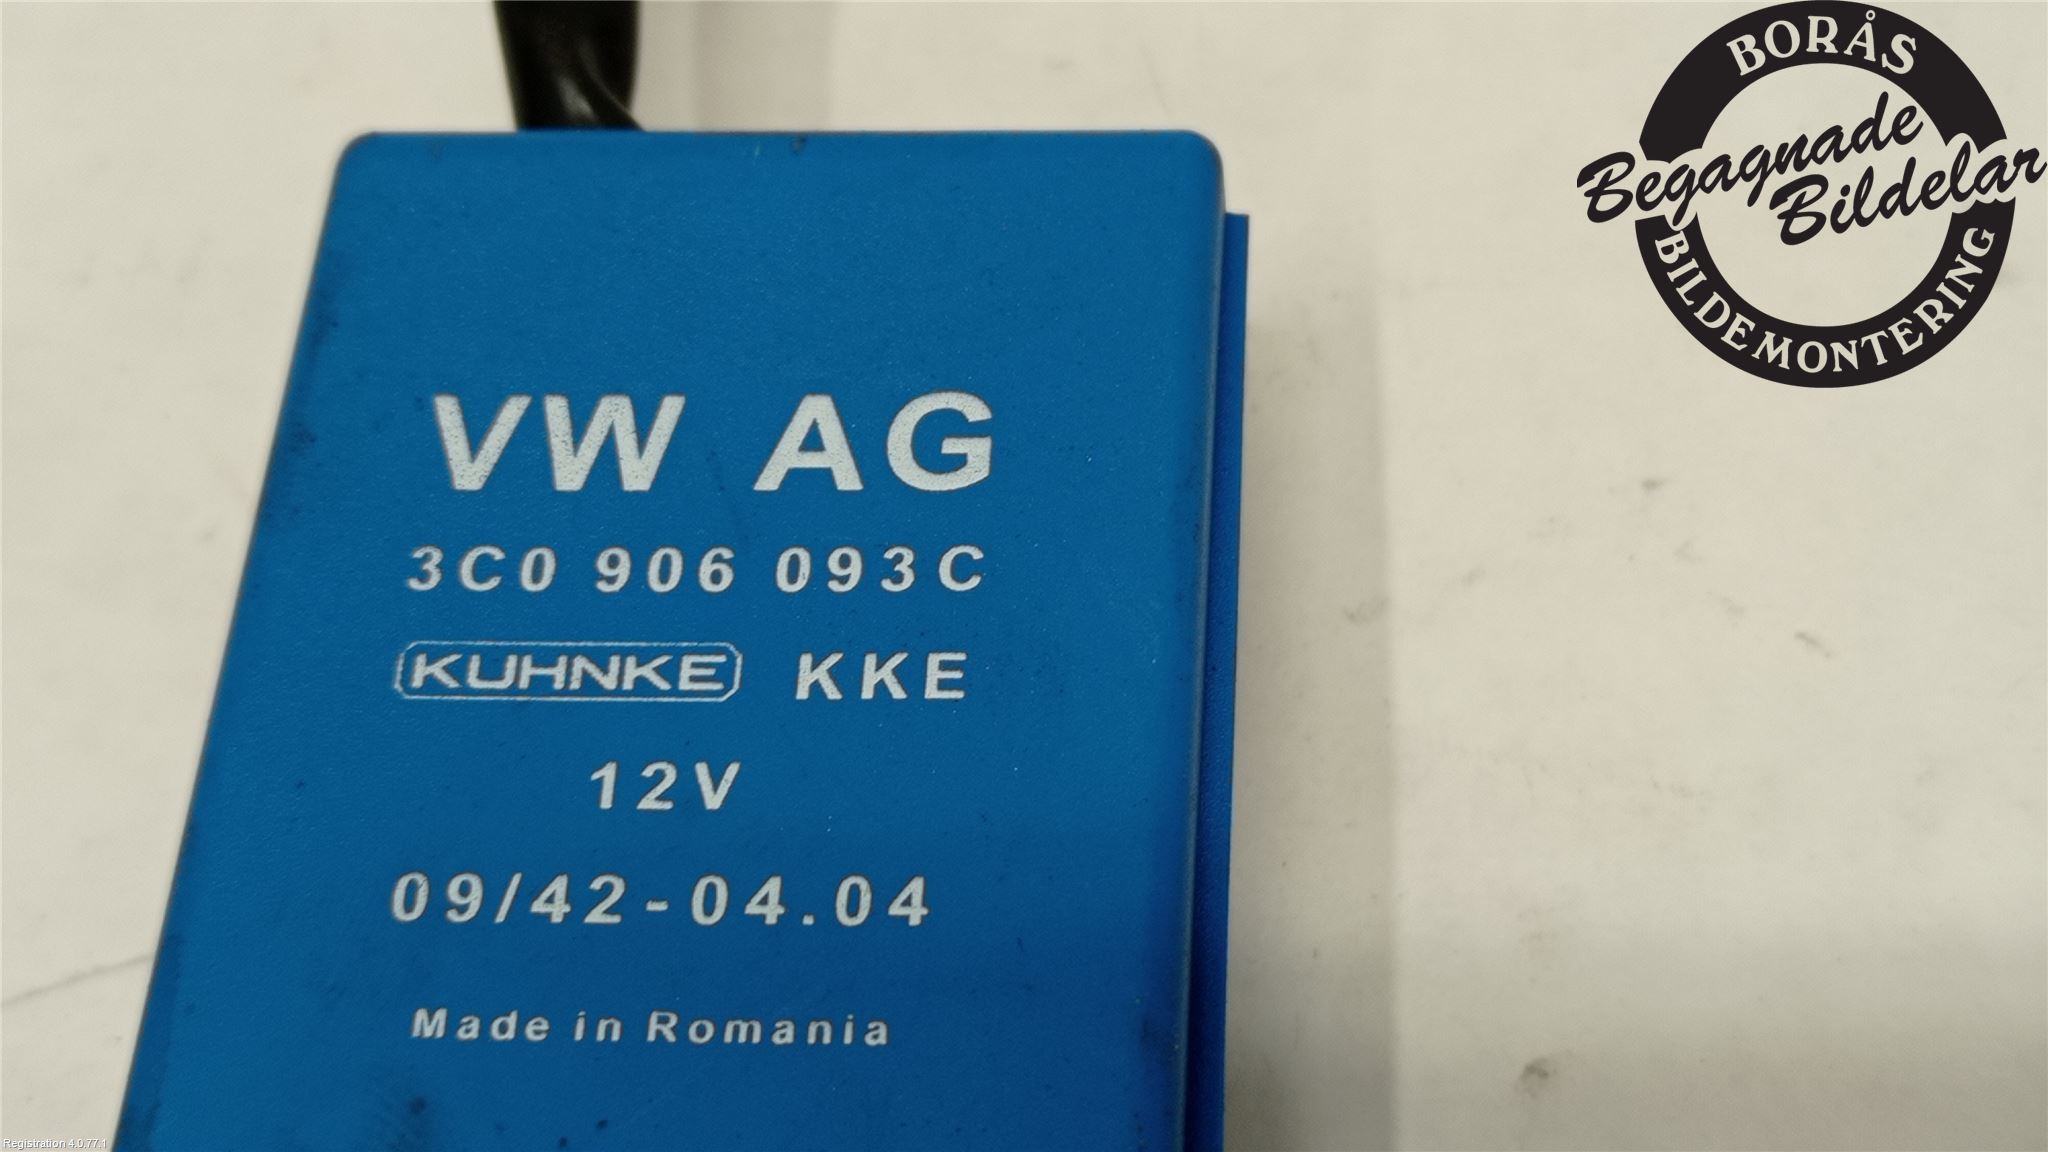 BORÅS
Begagnade
Bildelar
BILDEMONTERING
VW AG
3C0 906 093C
KUHNKE KKE
12V
09/42-04.04
Made in Romania
Registration 4.0.77.1